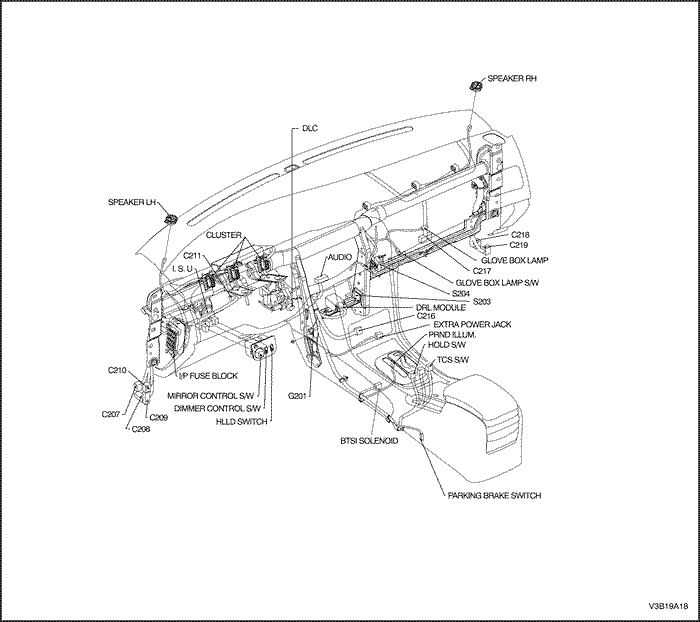 SPEAKER RH
DLC
SPEAKER LH
CLUSTER
C211
I. S. U
AUDIO
C218
C219
GLOVE BOX LAMP
C217
GLOVE BOX LAMP S/W
S204
S203
DRL MODULE
C216
EXTRA POWER JACK
PRND ILLUM.
HOLD S/W
TCS S/W
C210
I/P FUSE BLOCK
MIRROR CONTROL S/W
G201
DIMMER CONTROL S/W
C207
C209
C208
HLLD SWITCH
BTSI SOLENOID
PARKING BRAKE SWITCH
V3B19A18